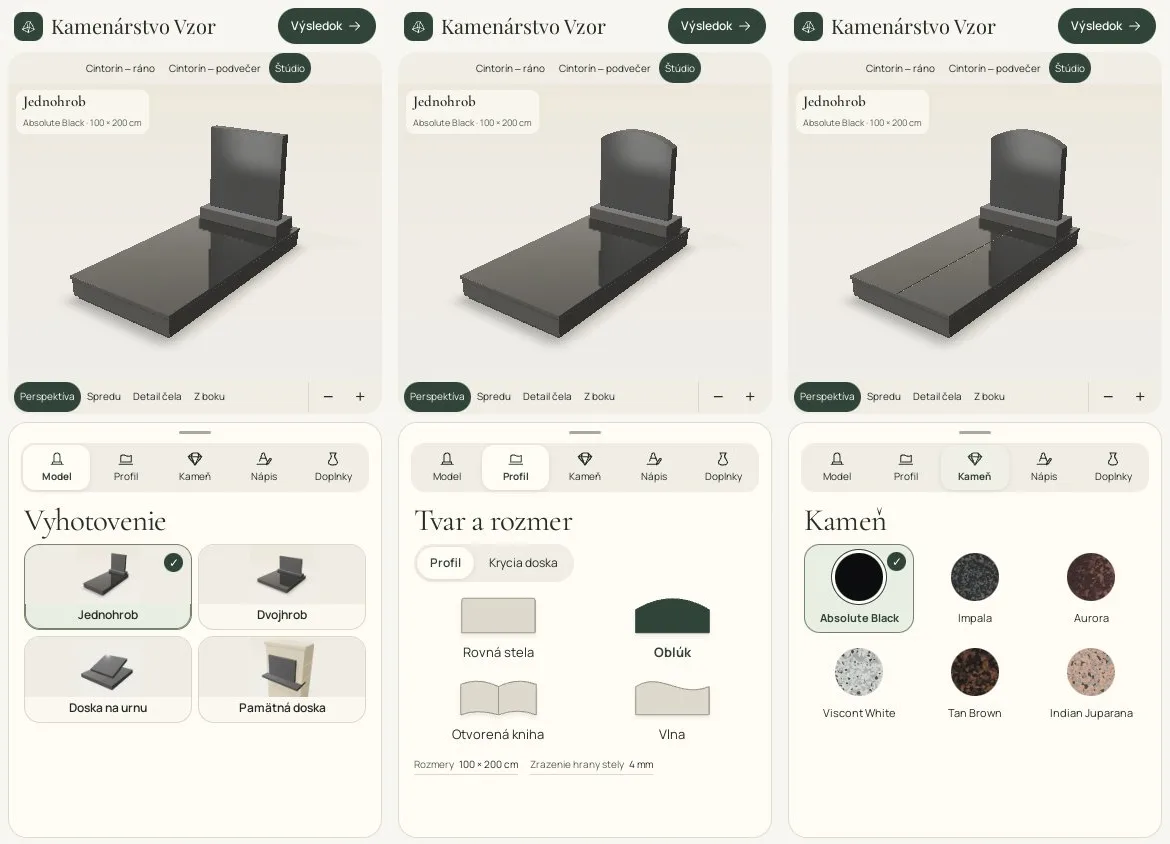 Kamenárstvo Vzor
Výsledok →
Cintorín – ráno Cintorín – podvečer Štúdio
Jednohrob
Absolute Black · 100 × 200 cm
Perspektíva Spredu Detail čela Z boku − +
Model Profil Kameň Nápis Doplnky
Vyhotovenie
Jednohrob Dvojhrob
Doska na urnu Pamätná doska
Kamenárstvo Vzor
Výsledok →
Cintorín – ráno Cintorín – podvečer Štúdio
Jednohrob
Absolute Black · 100 × 200 cm
Perspektíva Spredu Detail čela Z boku − +
Model Profil Kameň Nápis Doplnky
Tvar a rozmer
Profil Krycia doska
Rovná stela Oblúk
Otvorená kniha Vlna
Rozmery 100 × 200 cm Zrazenie hrany stely 4 mm
Kamenárstvo Vzor
Výsledok →
Cintorín – ráno Cintorín – podvečer Štúdio
Jednohrob
Absolute Black · 100 × 200 cm
Perspektíva Spredu Detail čela Z boku − +
Model Profil Kameň Nápis Doplnky
Kameň
Absolute Black Impala Aurora
Viscont White Tan Brown Indian Juparana